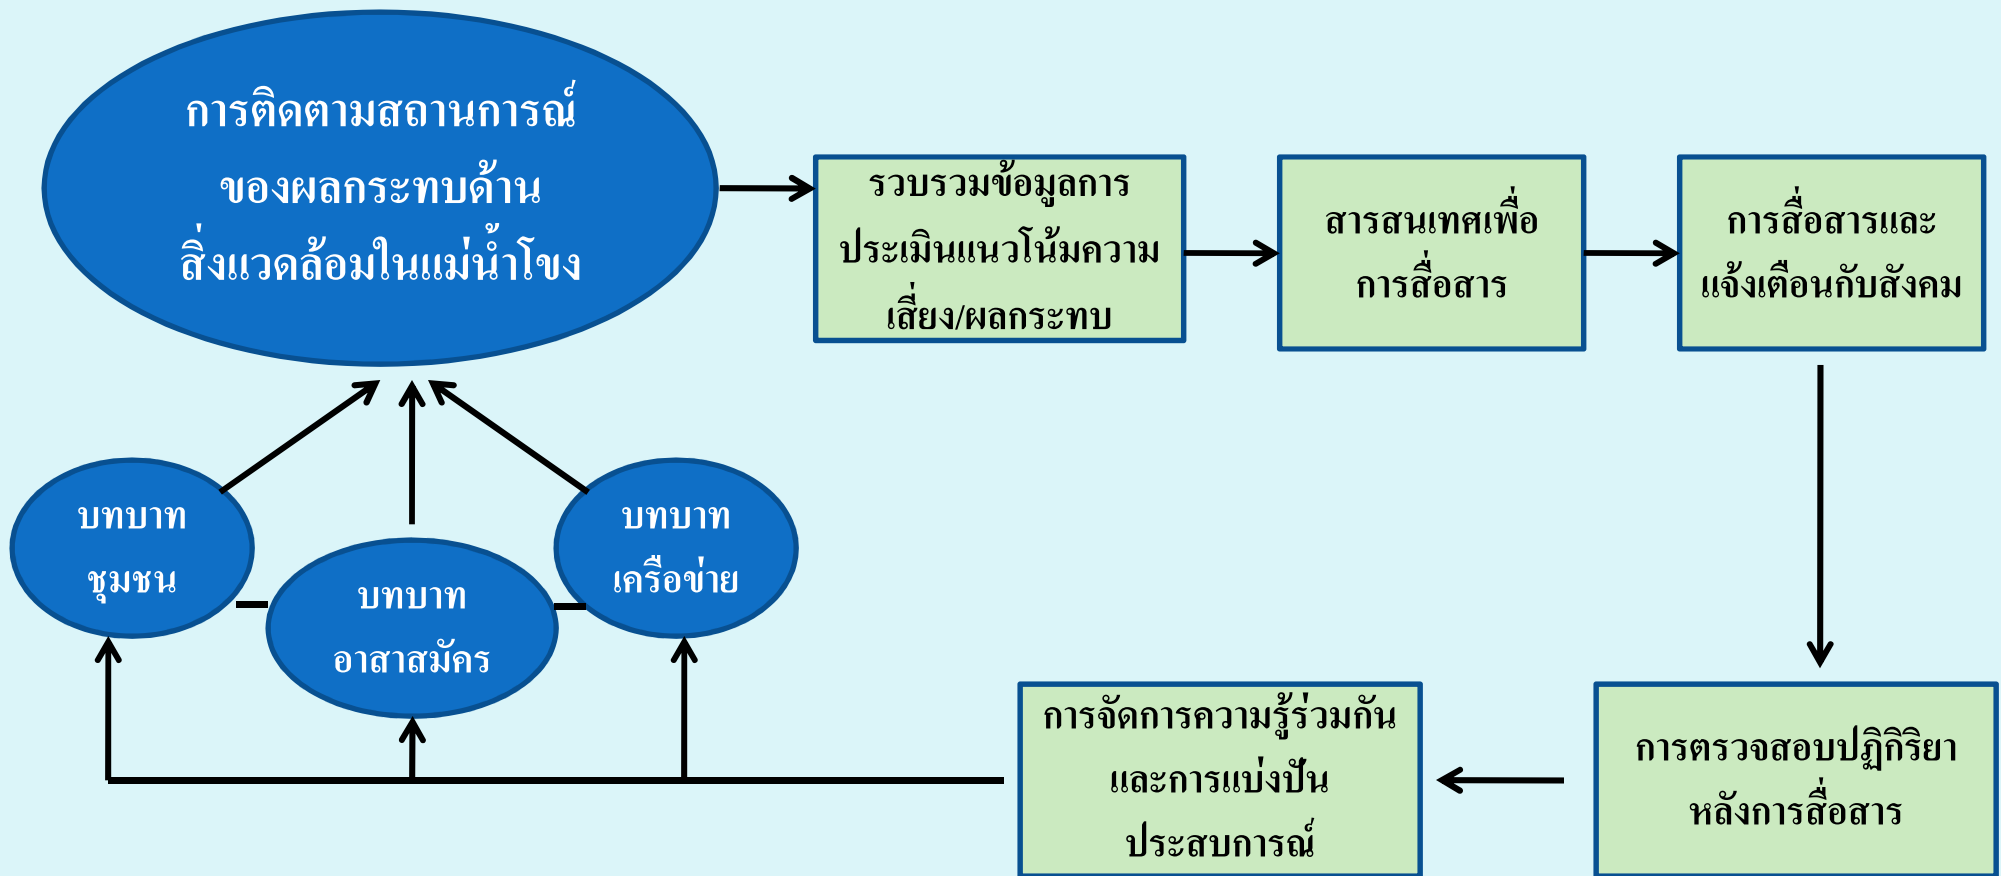 การติดตามสถานการณ์
ของผลกระทบด้าน
สิ่งแวดล้อมในแม่น้ำโขง
รวบรวมข้อมูลการ
ประเมินแนวโน้มความ
เสี่ยง/ผลกระทบ
สารสนเทศเพื่อ
การสื่อสาร
การสื่อสารและ
แจ้งเตือนกับสังคม
บทบาท
ชุมชน
บทบาท
อาสาสมัคร
บทบาท
เครือข่าย
การจัดการความรู้ร่วมกัน
และการแบ่งปัน
ประสบการณ์
การตรวจสอบปฏิกิริยา
หลังการสื่อสาร